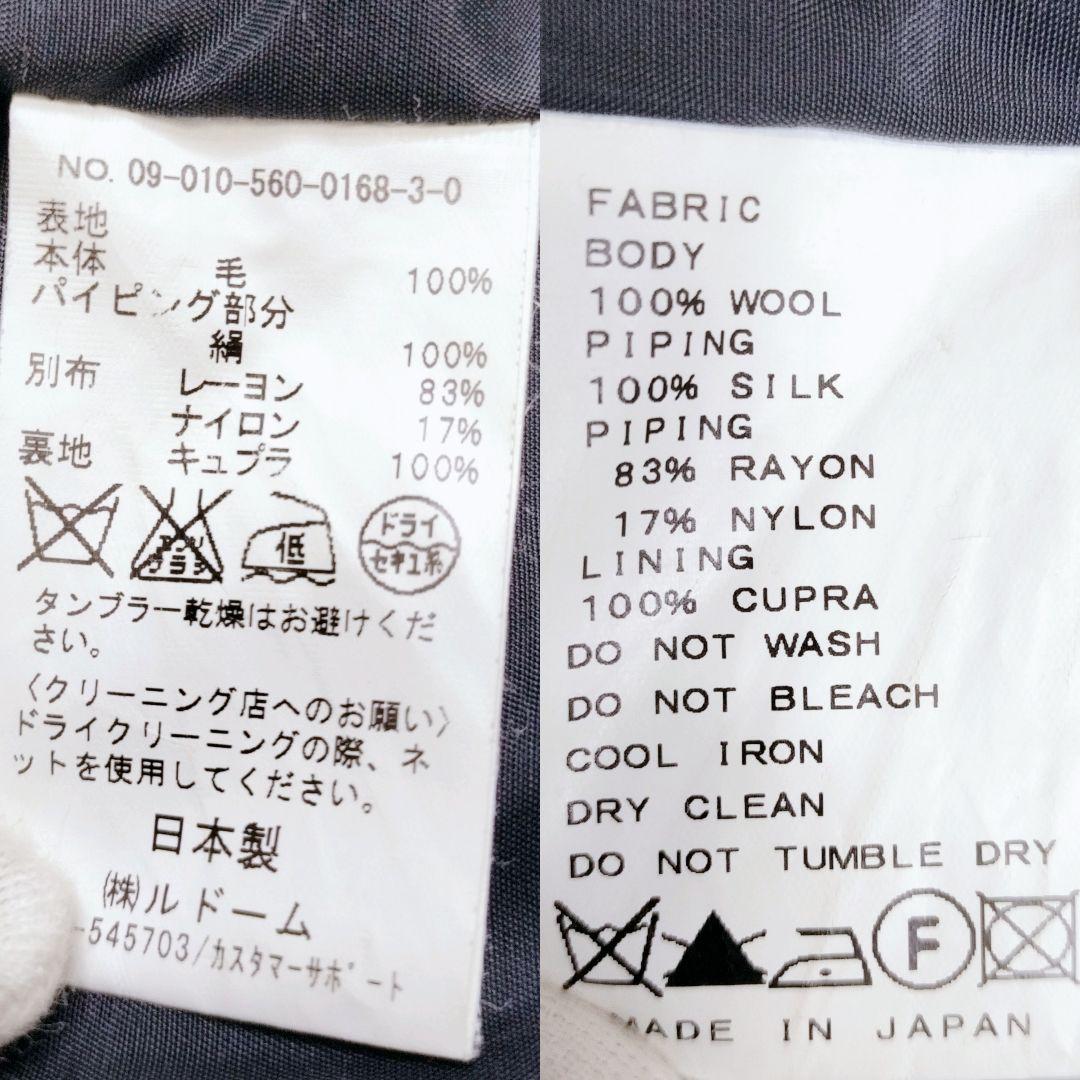 NO. 09-010-560-0168-3-0
表地
本体 毛 100%
パイピング部分
絹 100%
別布 レーヨン 83%
ナイロン 17%
裏地 キュプラ 100%
エンソ サラシ 低 ドライ セキユ系
タンブラー乾燥はお避けくだ
さい。
〈クリーニング店へのお願い〉
ドライクリーニングの際、ネ
ットを使用してください。
日本製
(株)ルドーム
-545703/カスタマーサポート
FABRIC
BODY
100% WOOL
PIPING
100% SILK
PIPING
83% RAYON
17% NYLON
LINING
100% CUPRA
DO NOT WASH
DO NOT BLEACH
COOL IRON
DRY CLEAN
DO NOT TUMBLE DRY
F
MADE IN JAPAN